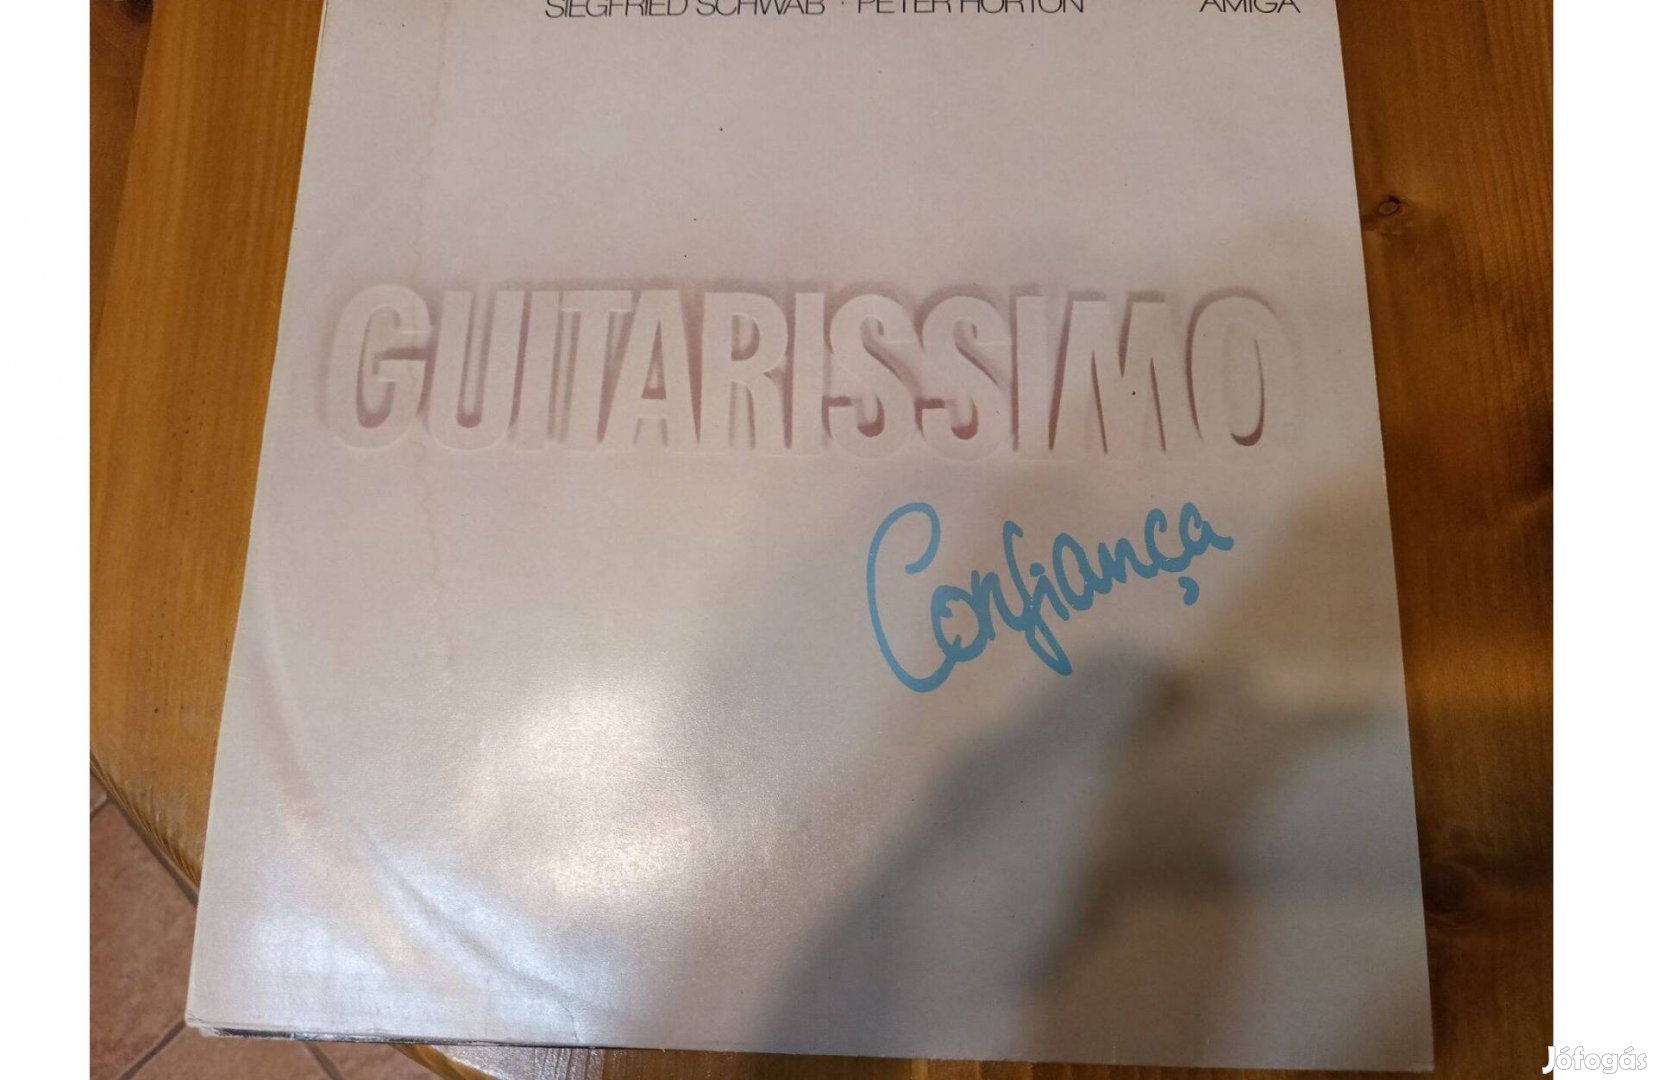 SIEGFRIED SCHWAB · PETER HORTON AMIGA
GUITARISSIMO
Confiança
Jófogás